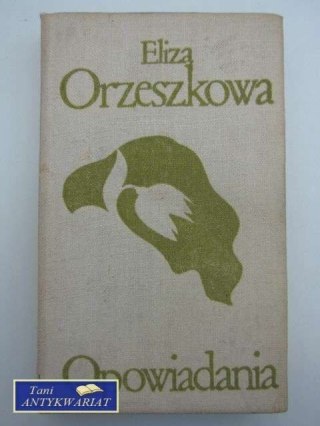 Eliza
Orzeszkowa
Opowiadania
Tani
ANTYKWARIAT